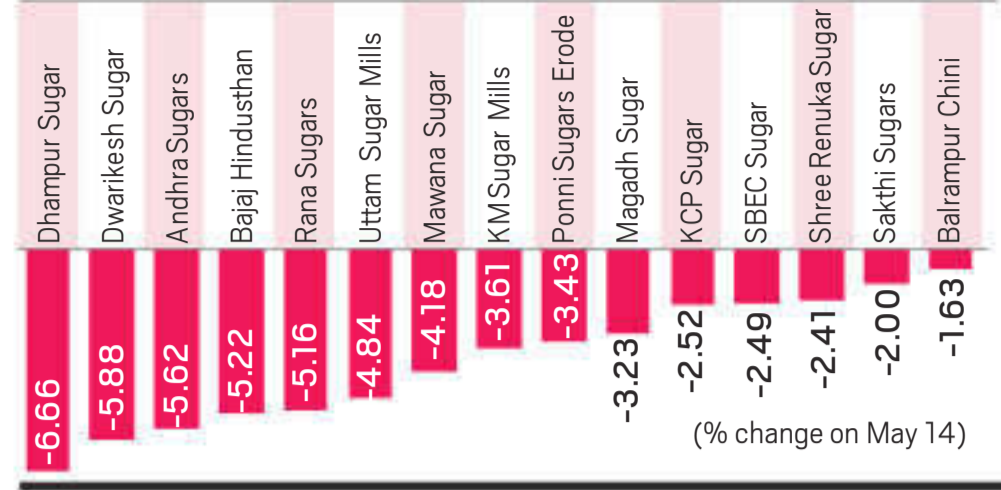 Dhampur Sugar
Dwarikesh Sugar
Andhra Sugars
Bajaj Hindusthan
Rana Sugars
Uttam Sugar Mills
Mawana Sugar
KM Sugar Mills
Ponni Sugars Erode
Magadh Sugar
KCP Sugar
SBEC Sugar
Shree Renuka Sugar
Sakthi Sugars
Balrampur Chini
-6.66
-5.88
-5.62
-5.22
-5.16
-4.84
-4.18
-3.61
-3.43
-3.23
-2.52
-2.49
-2.41
-2.00
-1.63
(% change on May 14)